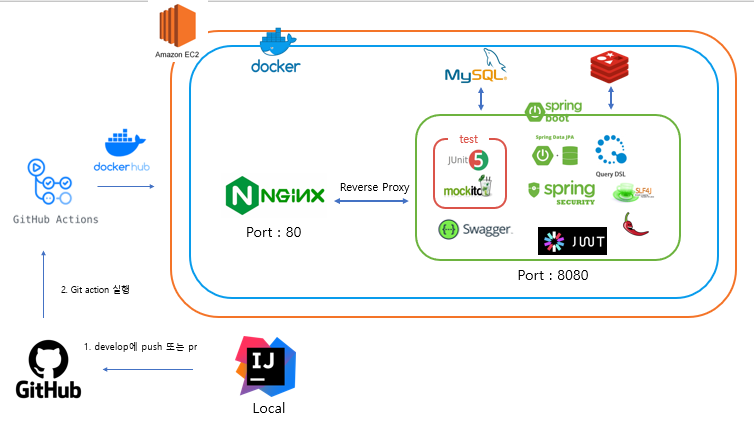 Amazon EC2
docker
MySQL
spring
boot
test
JUnit 5
mockito
Spring Data JPA
Query DSL
spring
SECURITY
SLF4J
Swagger
JWT
Port : 8080
NGINX
Port : 80
Reverse Proxy
dockerhub
GitHub Actions
2. Git action 실행
1. develop에 push 또는 pr
GitHub
IJ
Local